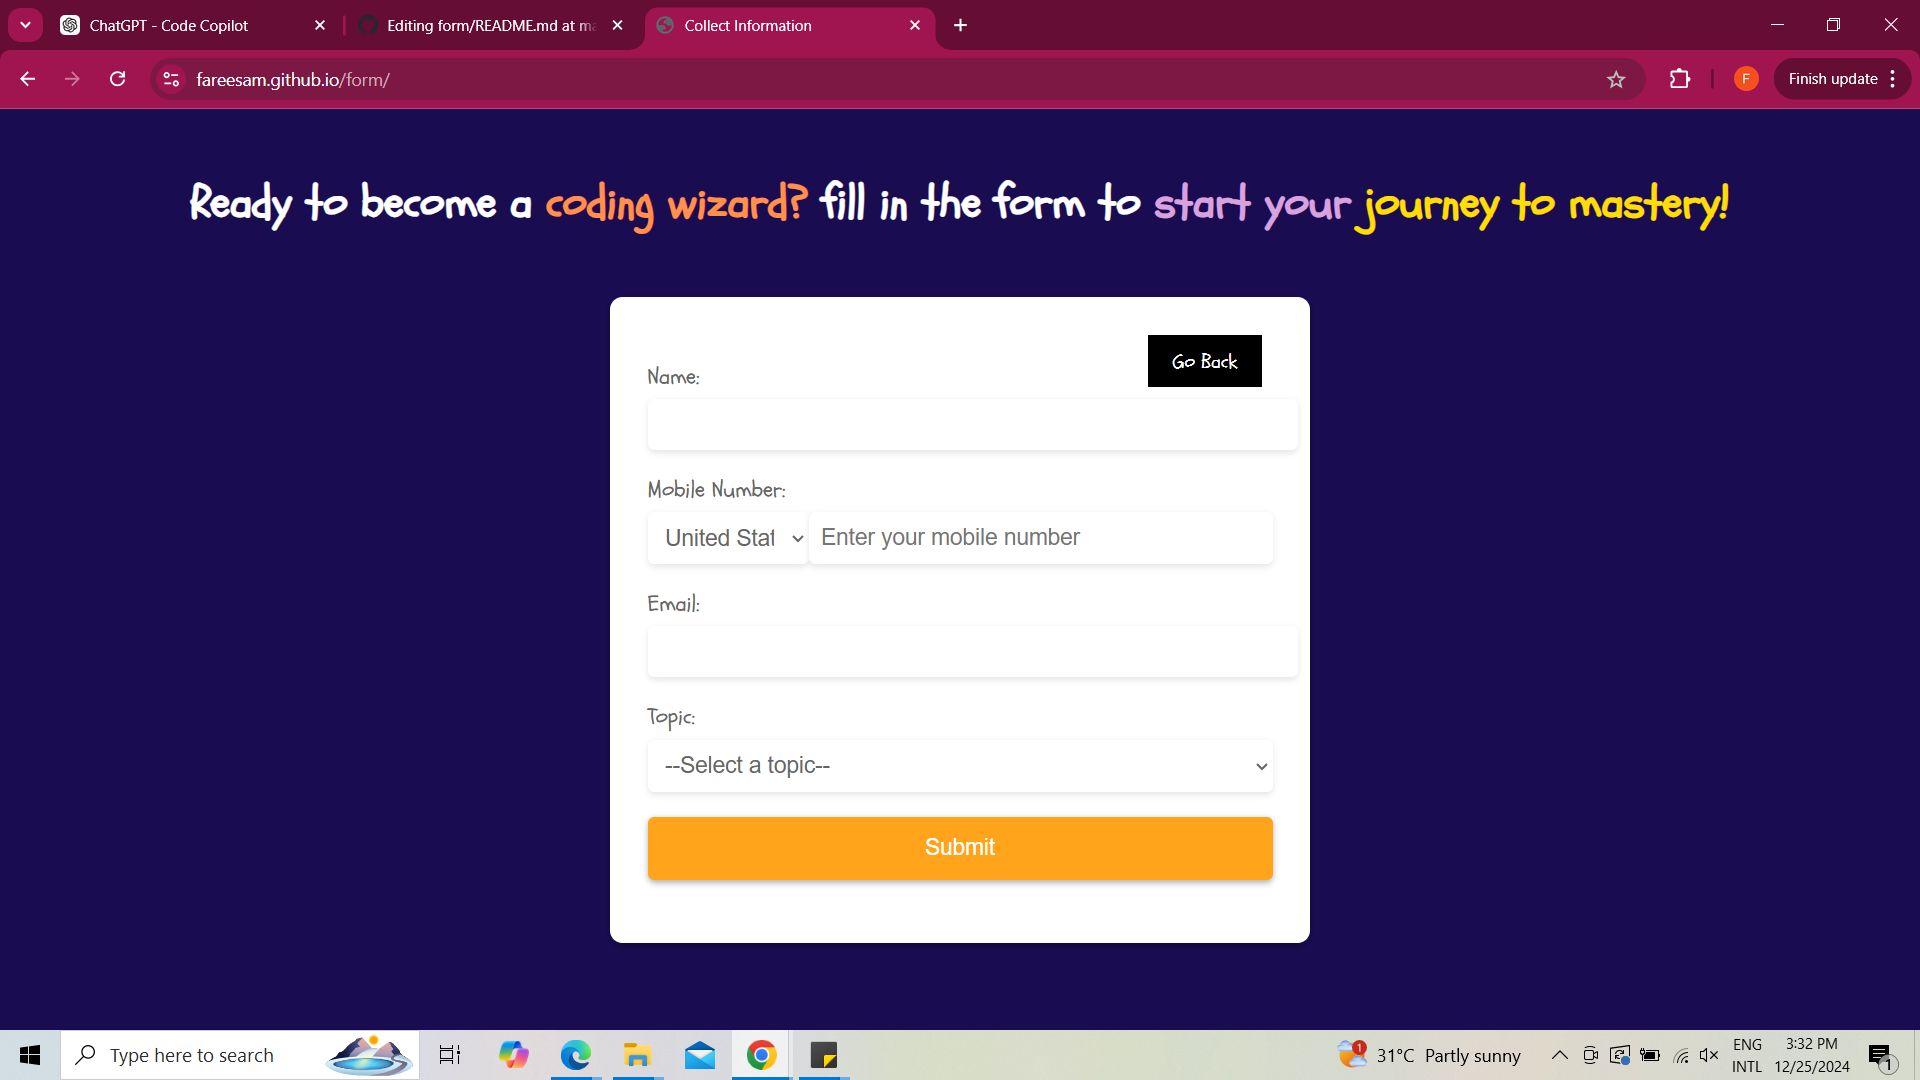 ChatGPT - Code Copilot
Editing form/README.md at ma
Collect Information
fareesam.github.io/form/
F
Finish update
Ready to become a coding wizard? fill in the form to start your journey to mastery!
Go Back
Name:
Mobile Number:
United Stat
Enter your mobile number
Email:
Topic:
--Select a topic--
Submit
Type here to search
1
31°C Partly sunny
ENG
INTL
3:32 PM
12/25/2024
1